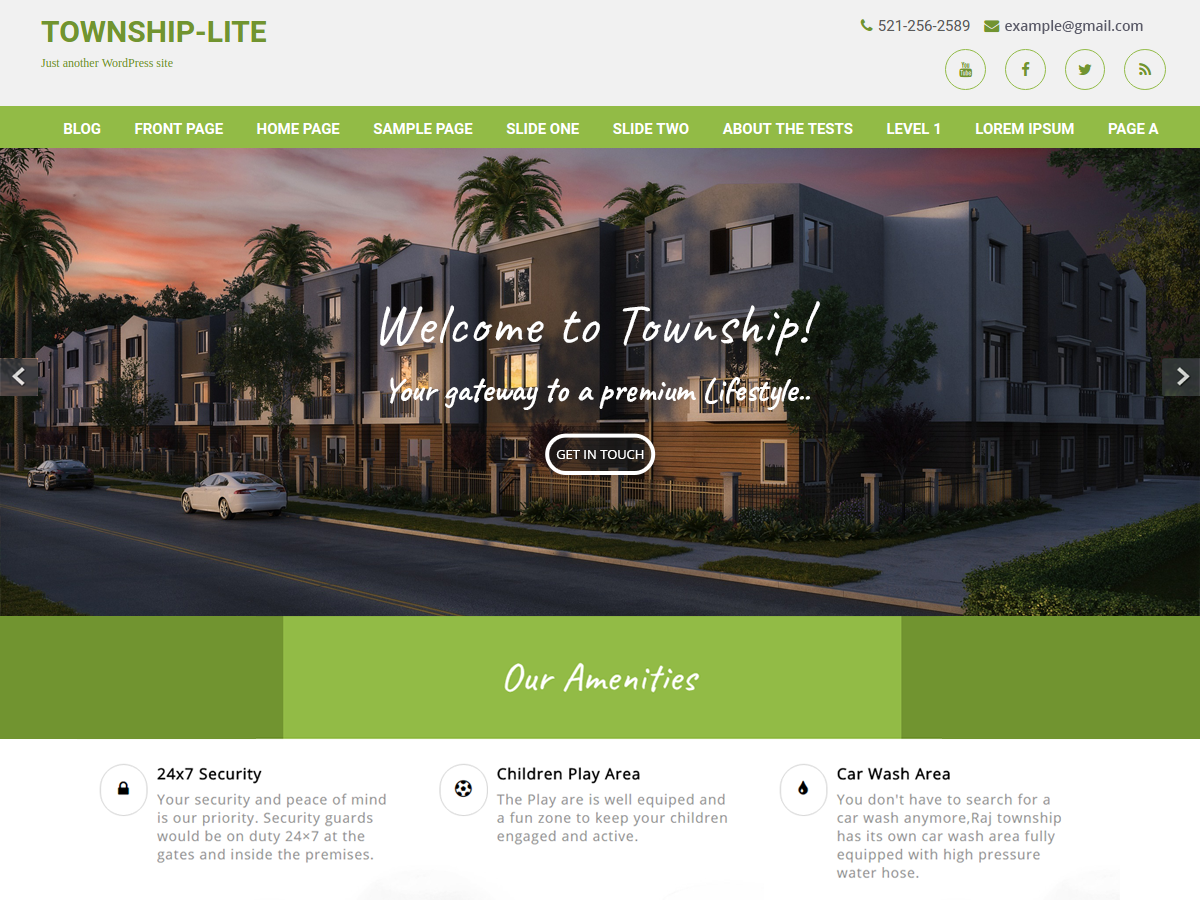 TOWNSHIP-LITE
Just another WordPress site
521-256-2589 example@gmail.com
You Tube
BLOG FRONT PAGE HOME PAGE SAMPLE PAGE SLIDE ONE SLIDE TWO ABOUT THE TESTS LEVEL 1 LOREM IPSUM PAGE A
Welcome to Township!
Your gateway to a premium Lifestyle..
GET IN TOUCH
Our Amenities
24x7 Security
Your security and peace of mind
is our priority. Security guards
would be on duty 24×7 at the
gates and inside the premises.
Children Play Area
The Play are is well equiped and
a fun zone to keep your children
engaged and active.
Car Wash Area
You don't have to search for a
car wash anymore,Raj township
has its own car wash area fully
equipped with high pressure
water hose.